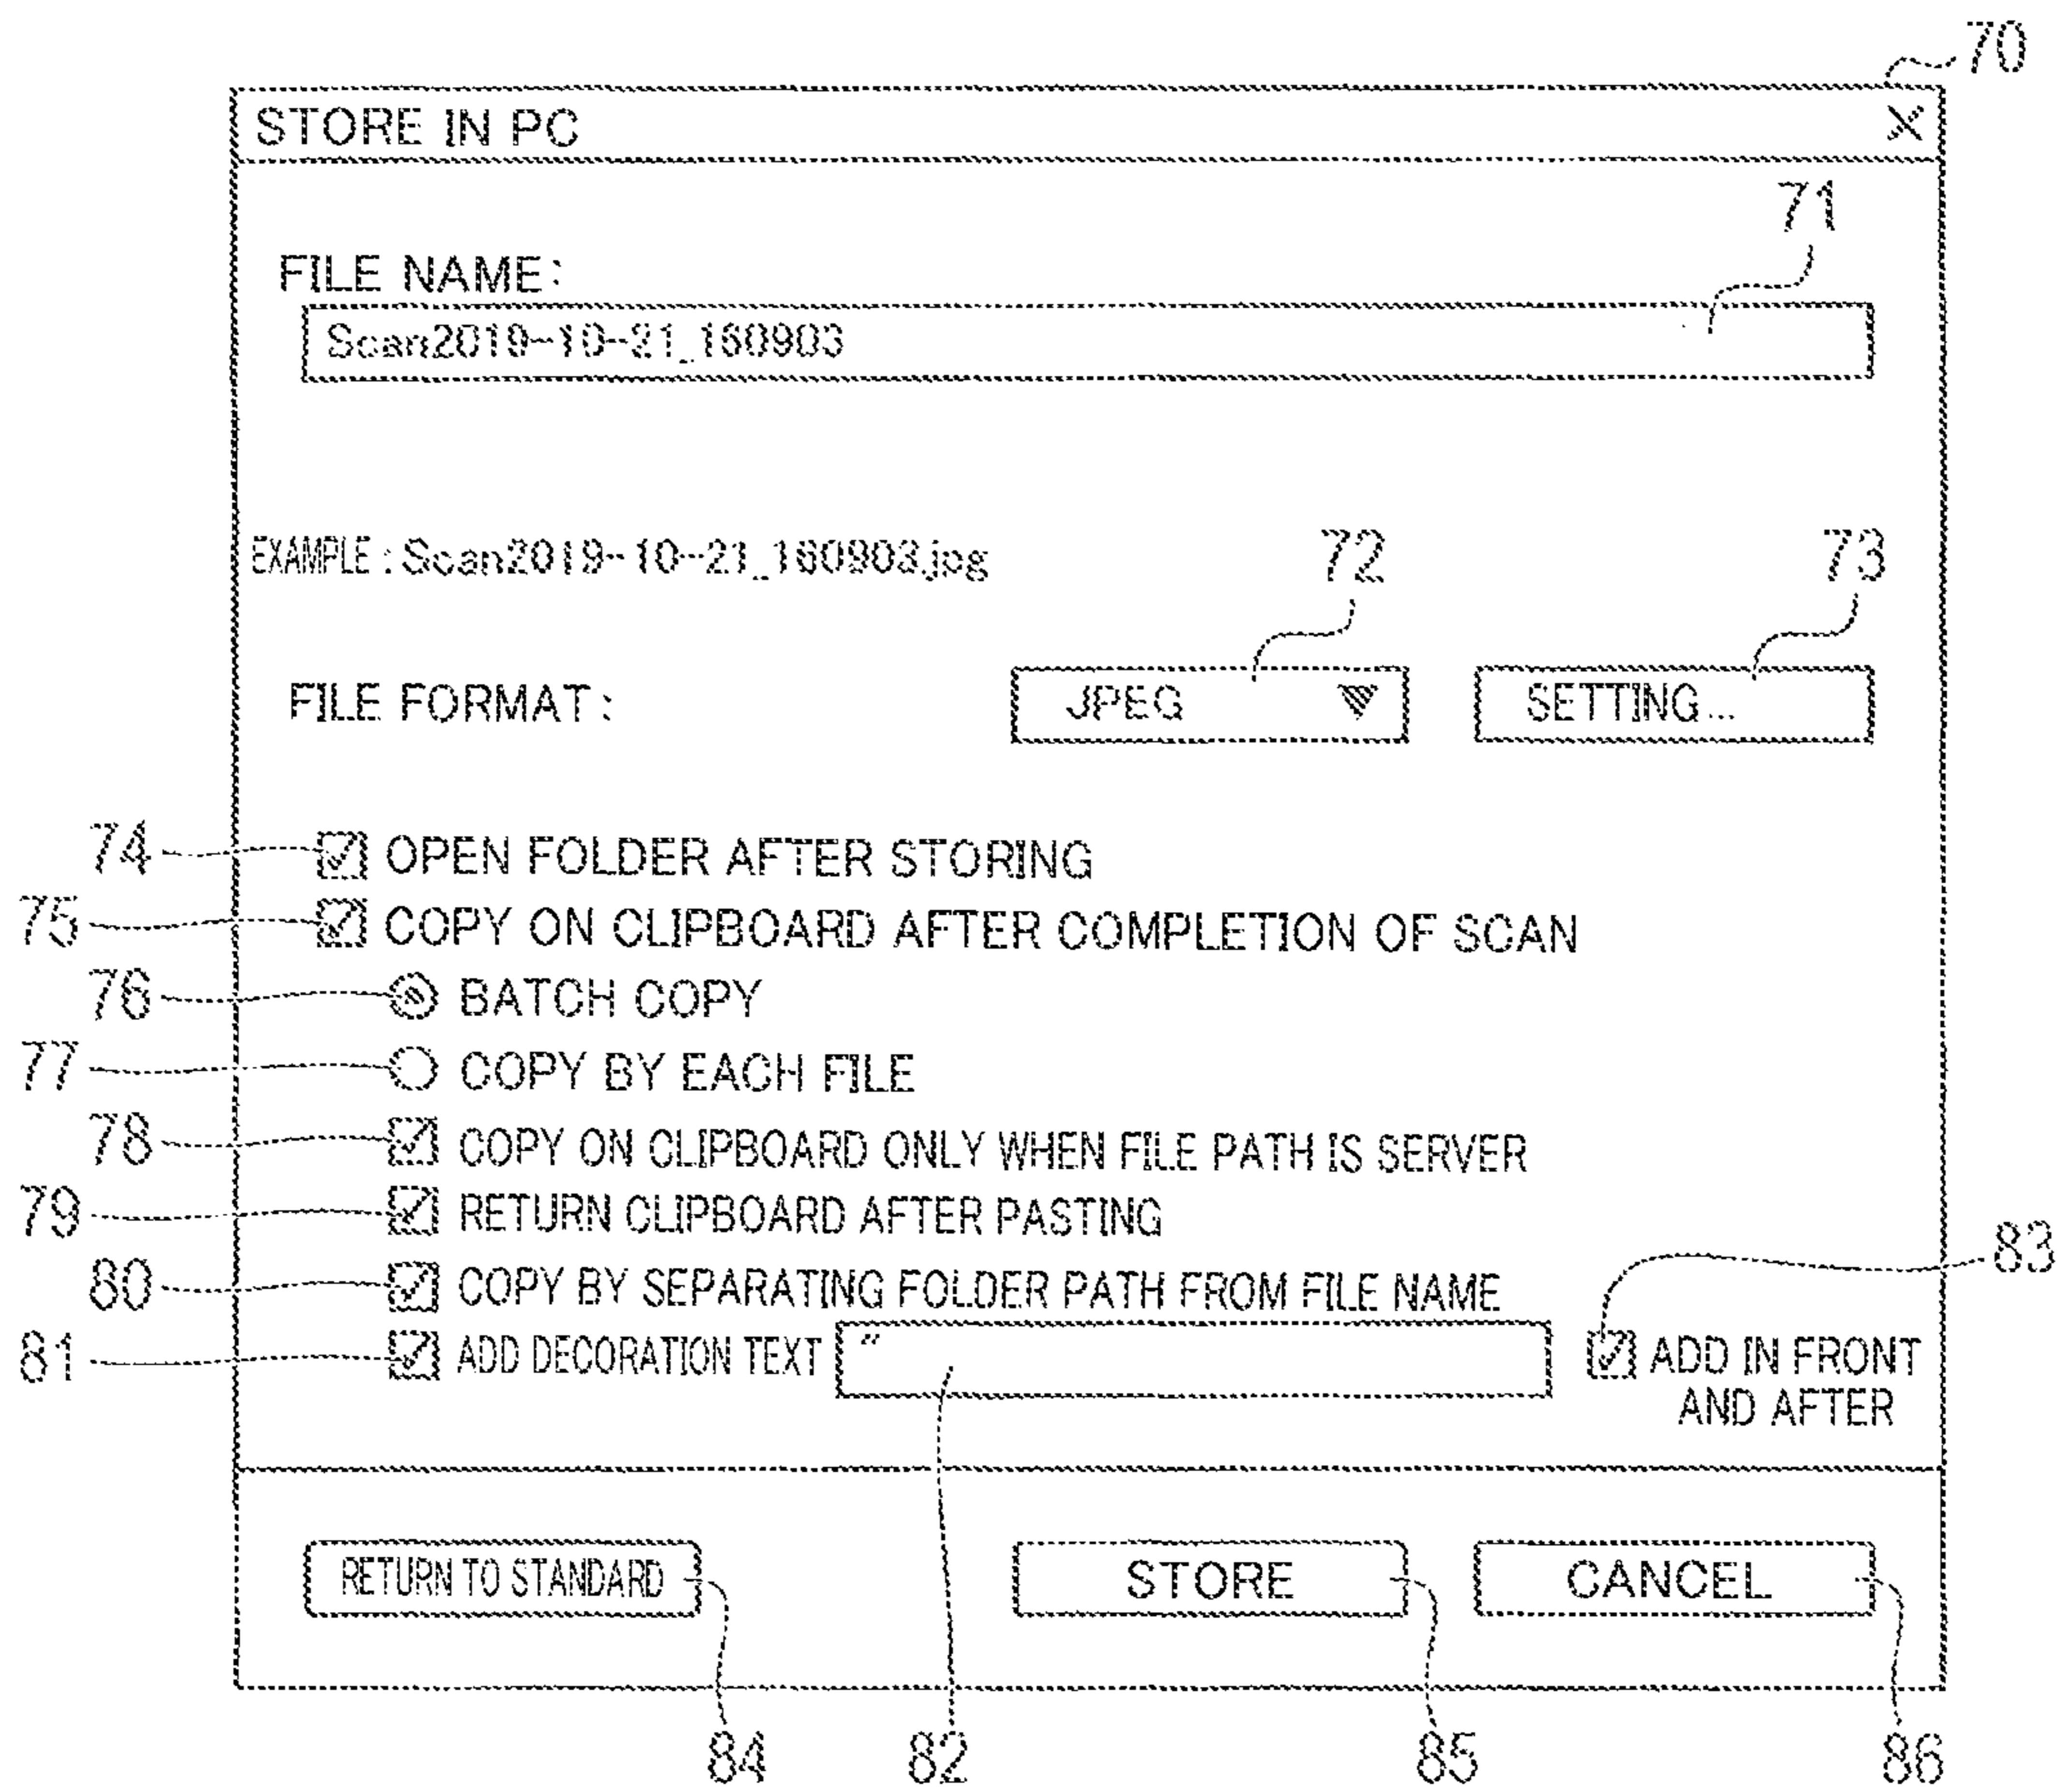 70
STORE IN PC ×
71
FILE NAME:
Scan2019-10-21_160903
EXAMPLE: Scan2019-10-21_160903.jpg
72
73
FILE FORMAT: JPEG ▼ SETTING...
74 OPEN FOLDER AFTER STORING
75 COPY ON CLIPBOARD AFTER COMPLETION OF SCAN
76 BATCH COPY
77 COPY BY EACH FILE
78 COPY ON CLIPBOARD ONLY WHEN FILE PATH IS SERVER
79 RETURN CLIPBOARD AFTER PASTING
83
80 COPY BY SEPARATING FOLDER PATH FROM FILE NAME
81 ADD DECORATION TEXT " ADD IN FRONT
AND AFTER
RETURN TO STANDARD STORE CANCEL
84 82 85 86